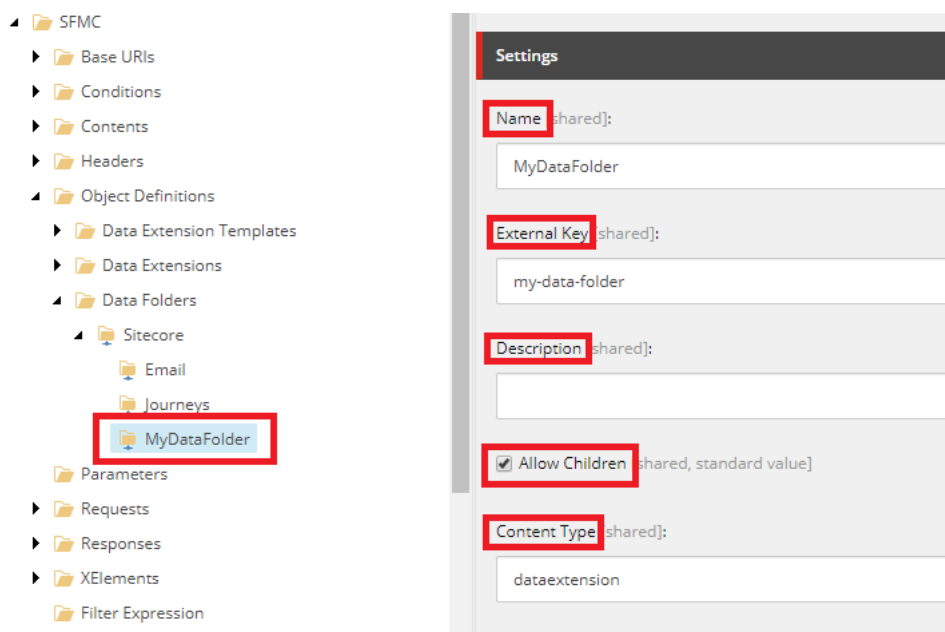 SFMC
Base URIs
Conditions
Contents
Headers
Object Definitions
Data Extension Templates
Data Extensions
Data Folders
Sitecore
Email
Journeys
MyDataFolder
Parameters
Requests
Responses
XElements
Filter Expression
Settings
Name [shared]:
MyDataFolder
External Key [shared]:
my-data-folder
Description [shared]:
Allow Children [shared, standard value]
Content Type [shared]:
dataextension